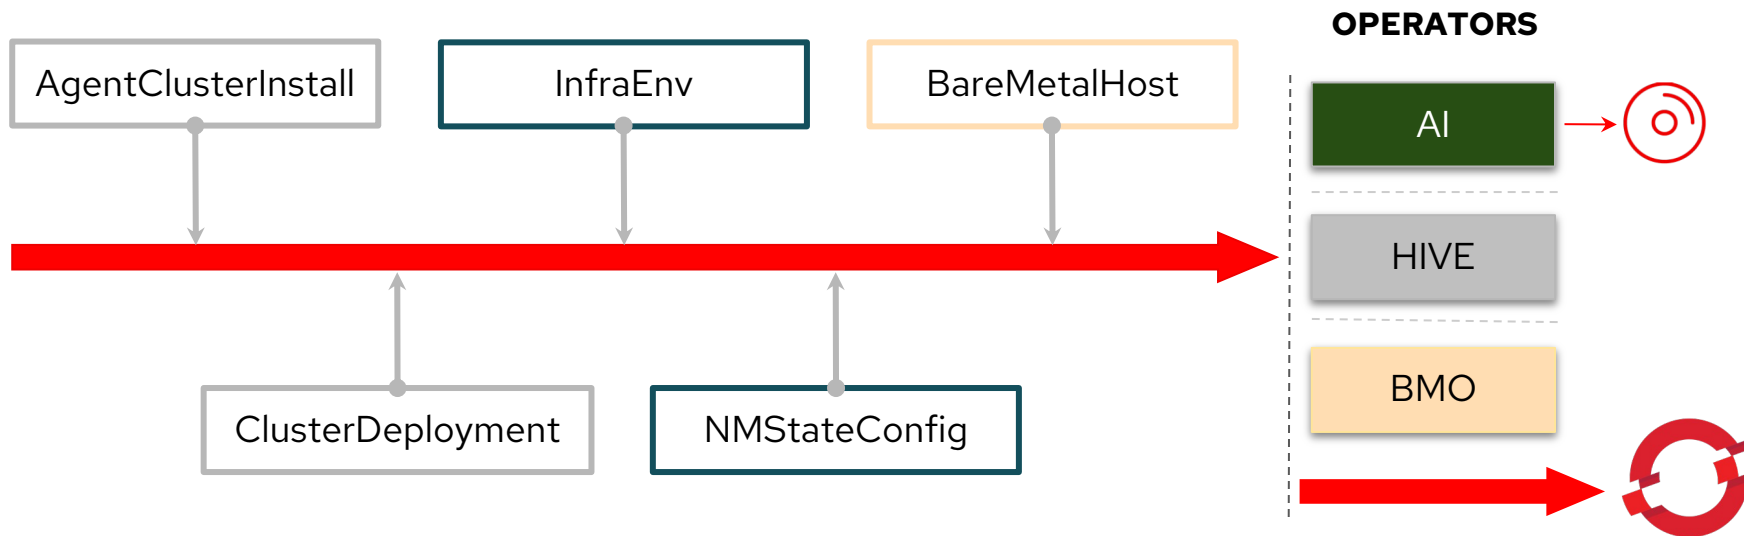 OPERATORS
AgentClusterInstall
InfraEnv
BareMetalHost
AI
HIVE
BMO
ClusterDeployment
NMStateConfig